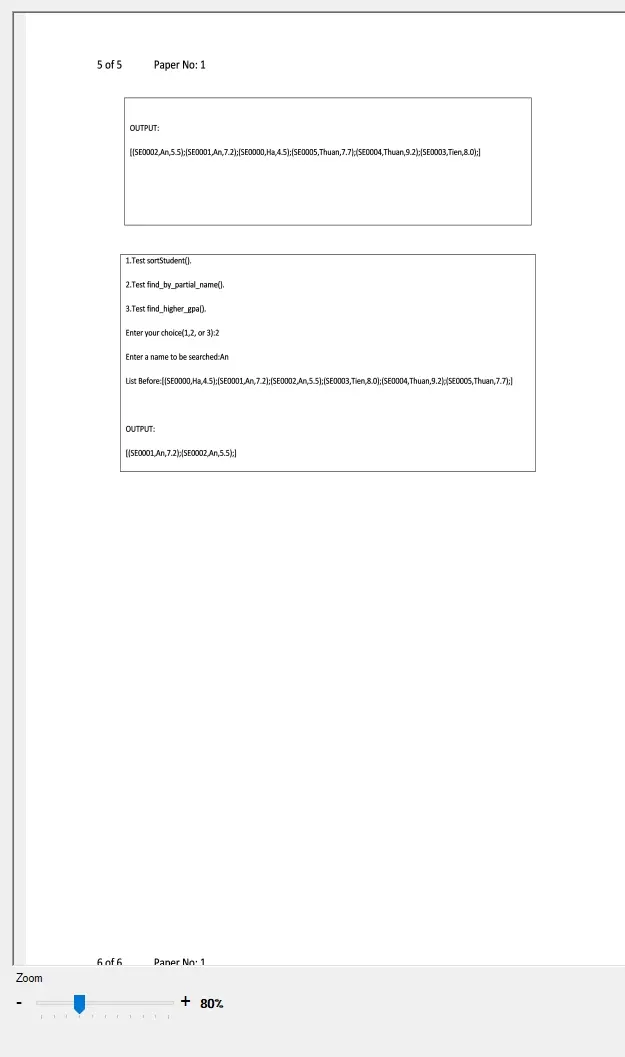 5 of 5 Paper No: 1
OUTPUT:
[(SE0002,An,5.5);(SE0001,An,7.2);(SE0000,Ha,4.5);(SE0005,Thuan,7.7);(SE0004,Thuan,9.2);(SE0003,Tien,8.0);]
1.Test sortStudent().
2.Test find_by_partial_name().
3.Test find_higher_gpa().
Enter your choice(1,2, or 3):2
Enter a name to be searched:An
List Before:[(SE0000,Ha,4.5);(SE0001,An,7.2);(SE0002,An,5.5);(SE0003,Tien,8.0);(SE0004,Thuan,9.2);(SE0005,Thuan,7.7);]
OUTPUT:
[(SE0001,An,7.2);(SE0002,An,5.5);]
6 of 6 Paper No: 1
Zoom
- + 80%